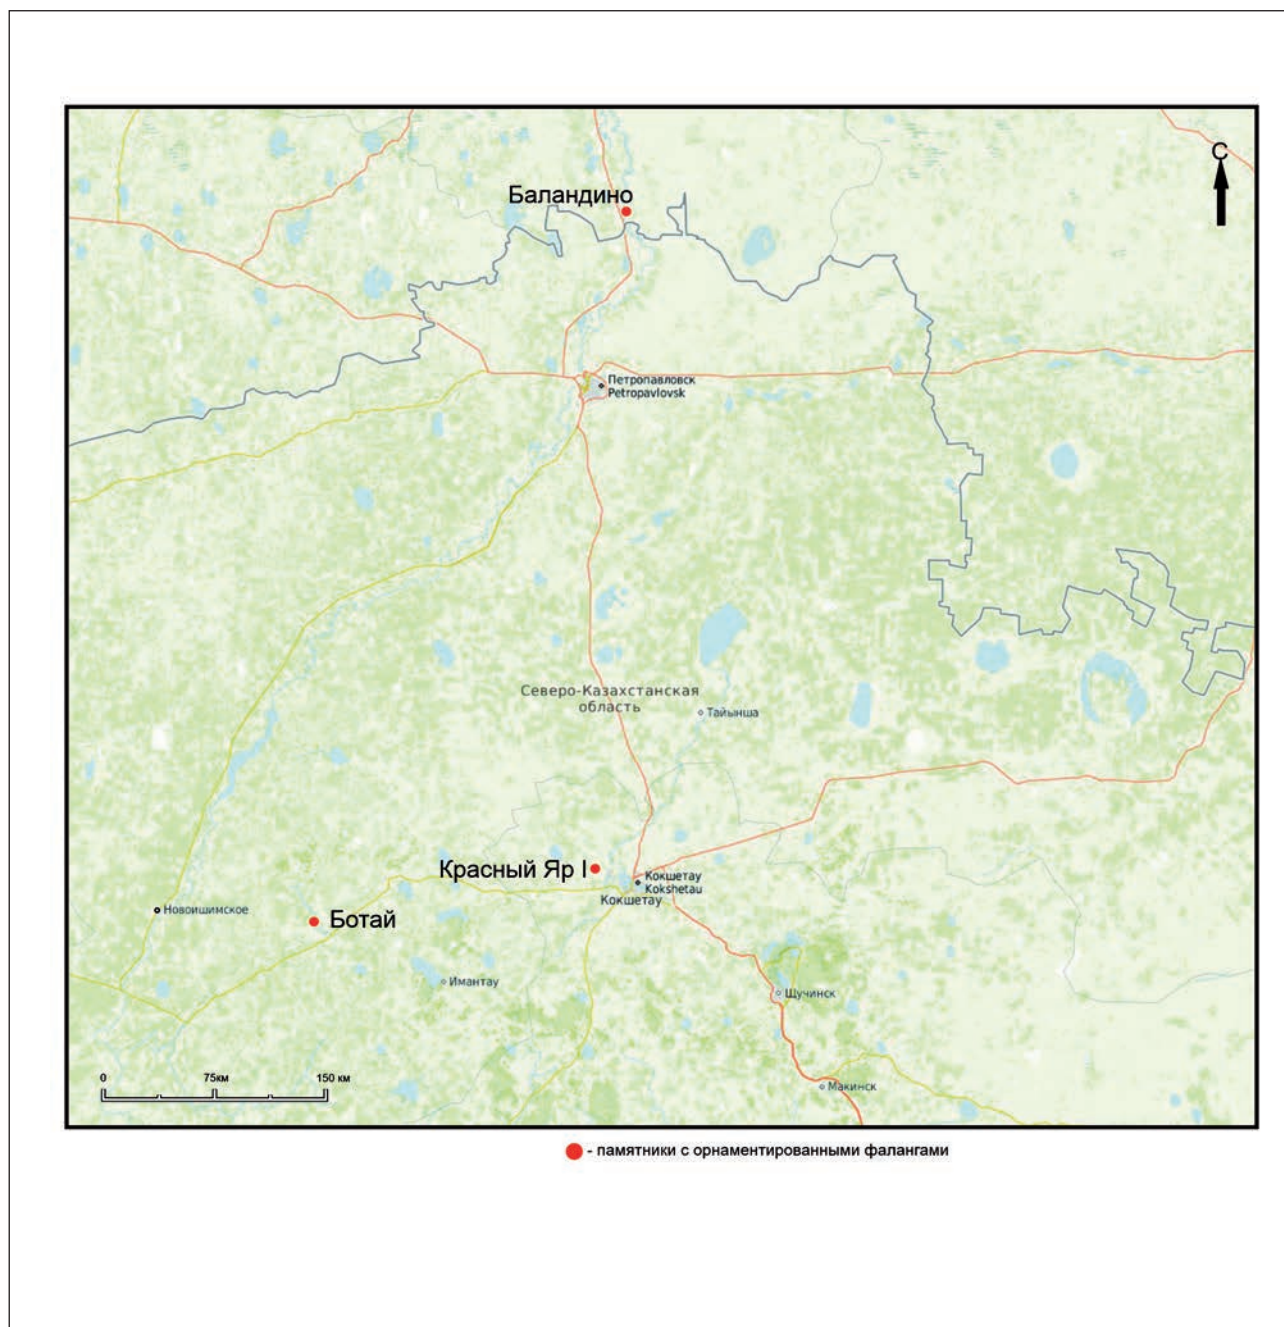 С
Баландино
Петропавловск
Petropavlovsk
Северо-Казахстанская
область
Тайынша
Красный Яр I
Кокшетау
Kokshetau
Кокшетау
Новоишимское
Ботай
Имантау
Щучинск
0 75км 150 км
Макинск
- памятники с орнаментированными фалангами